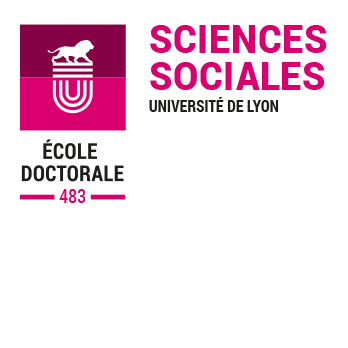 SCIENCES
SOCIALES
UNIVERSITÉ DE LYON
ÉCOLE
DOCTORALE
483